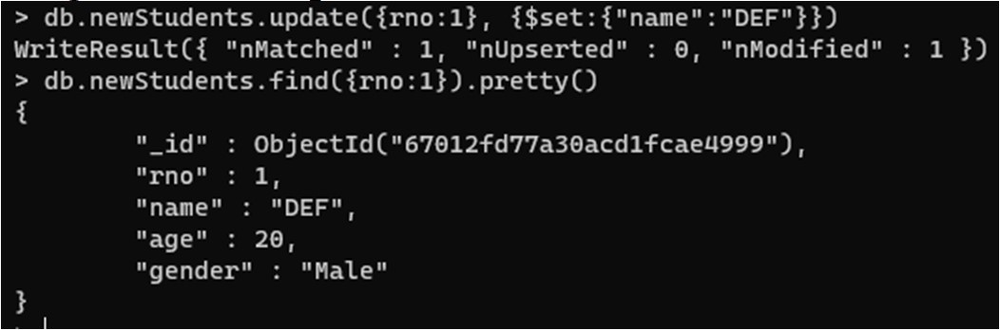 > db.newStudents.update({rno:1}, {$set:{"name":"DEF"}})
WriteResult({ "nMatched" : 1, "nUpserted" : 0, "nModified" : 1 })
> db.newStudents.find({rno:1}).pretty()
{
        "_id" : ObjectId("67012fd77a30acd1fcae4999"),
        "rno" : 1,
        "name" : "DEF",
        "age" : 20,
        "gender" : "Male"
}